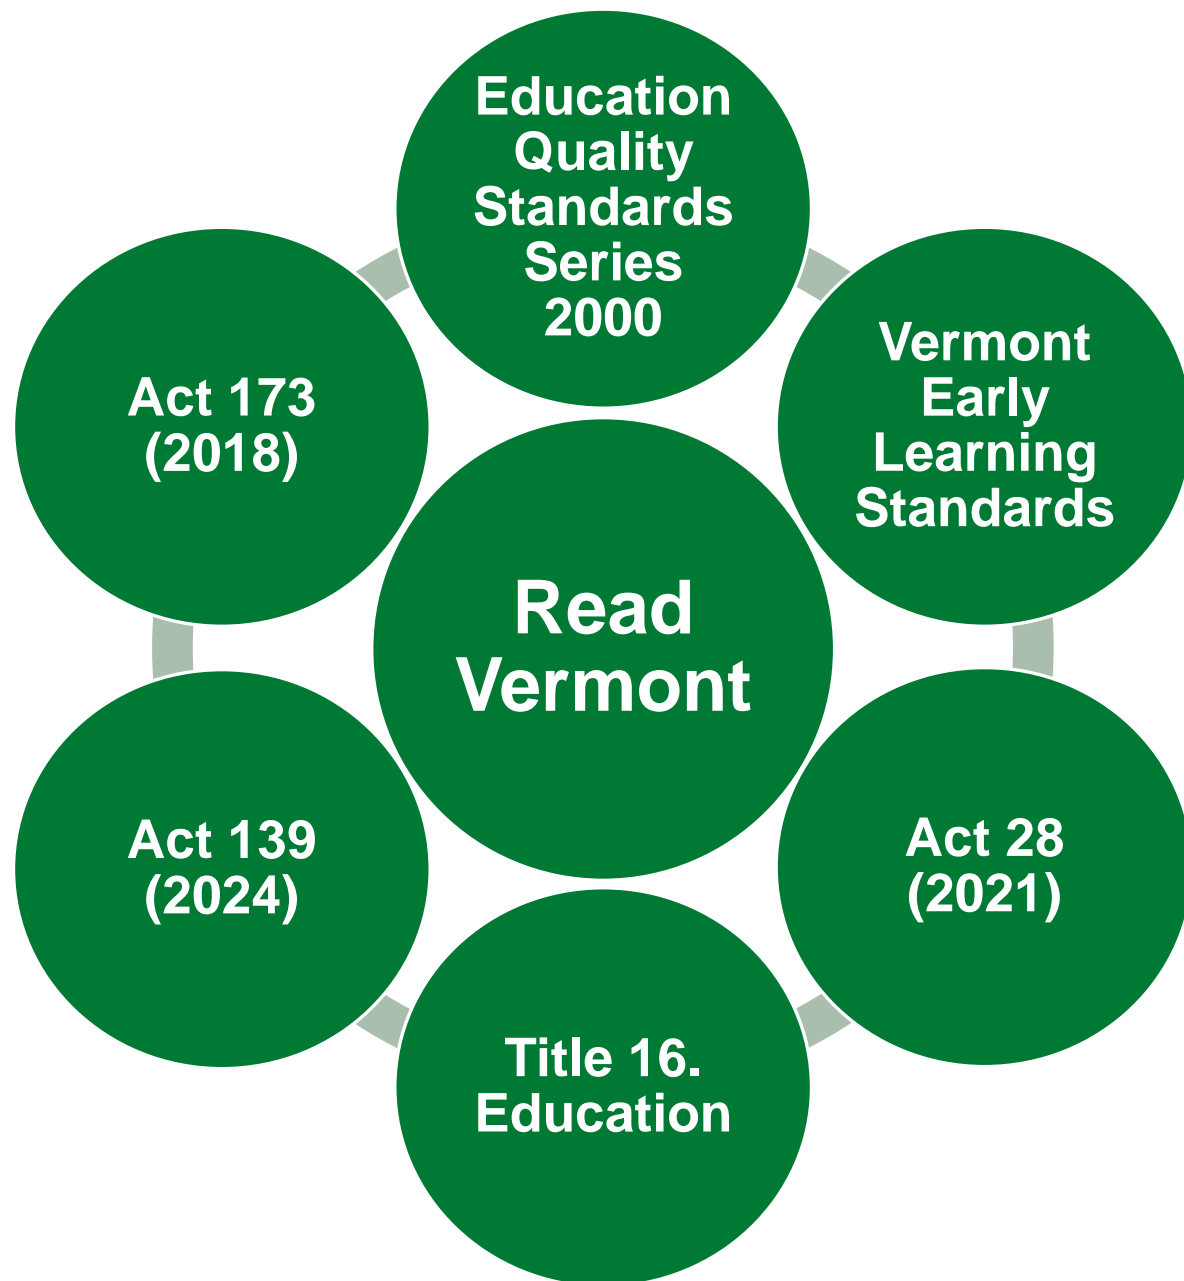 Education
Quality
Standards
Series
2000
Vermont
Early
Learning
Standards
Act 28
(2021)
Title 16.
Education
Act 139
(2024)
Act 173
(2018)
Read
Vermont